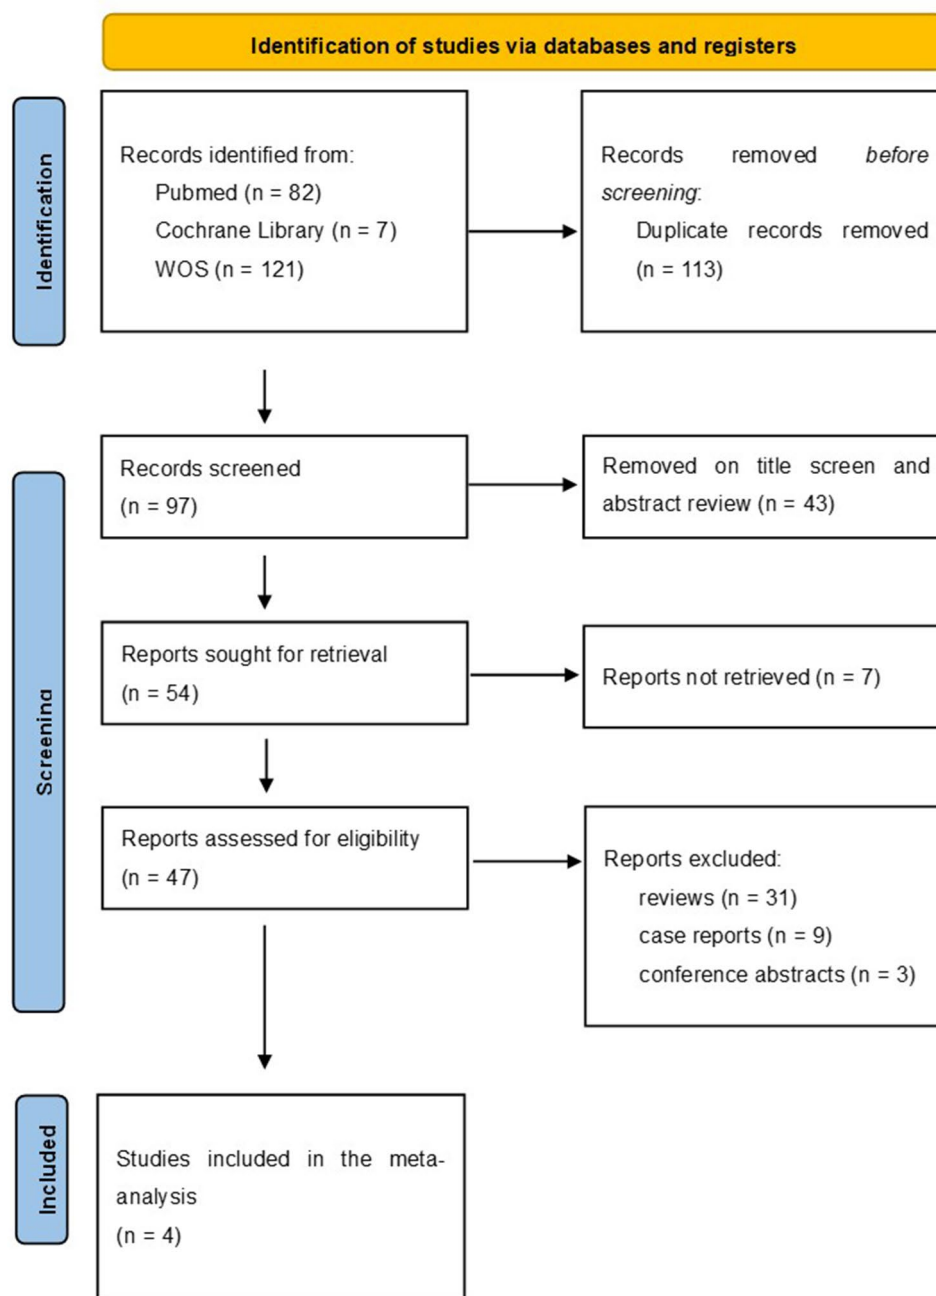 Identification of studies via databases and registers
Identification
Records identified from:
Pubmed (n = 82)
Cochrane Library (n = 7)
WOS (n = 121)
Records removed before
screening:
Duplicate records removed
(n = 113)
Screening
Records screened
(n = 97)
Removed on title screen and
abstract review (n = 43)
Reports sought for retrieval
(n = 54)
Reports not retrieved (n = 7)
Reports assessed for eligibility
(n = 47)
Reports excluded:
reviews (n = 31)
case reports (n = 9)
conference abstracts (n = 3)
Included
Studies included in the meta-
analysis
(n = 4)